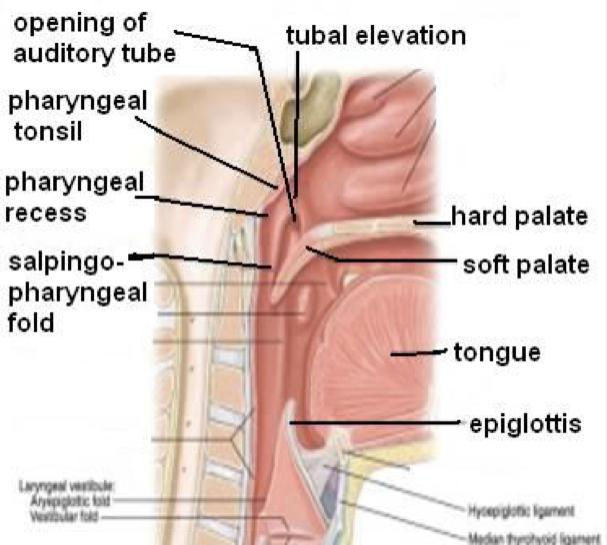 opening of
auditory tube
tubal elevation
pharyngeal
tonsil
pharyngeal
recess
hard palate
salpingo-
pharyngeal
fold
soft palate
tongue
epiglottis
Laryngeal vestibule:
Aryepiglottic fold
Vestibular fold
Hyoepiglottic ligament
Median thyrohyoid ligament